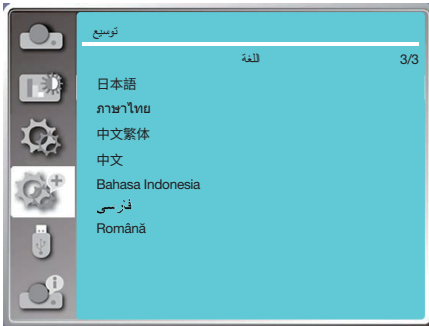 توسيع
اللغة 3/3
日本語
ภาษาไทย
中文繁体
中文
Bahasa Indonesia
فارسی
Română